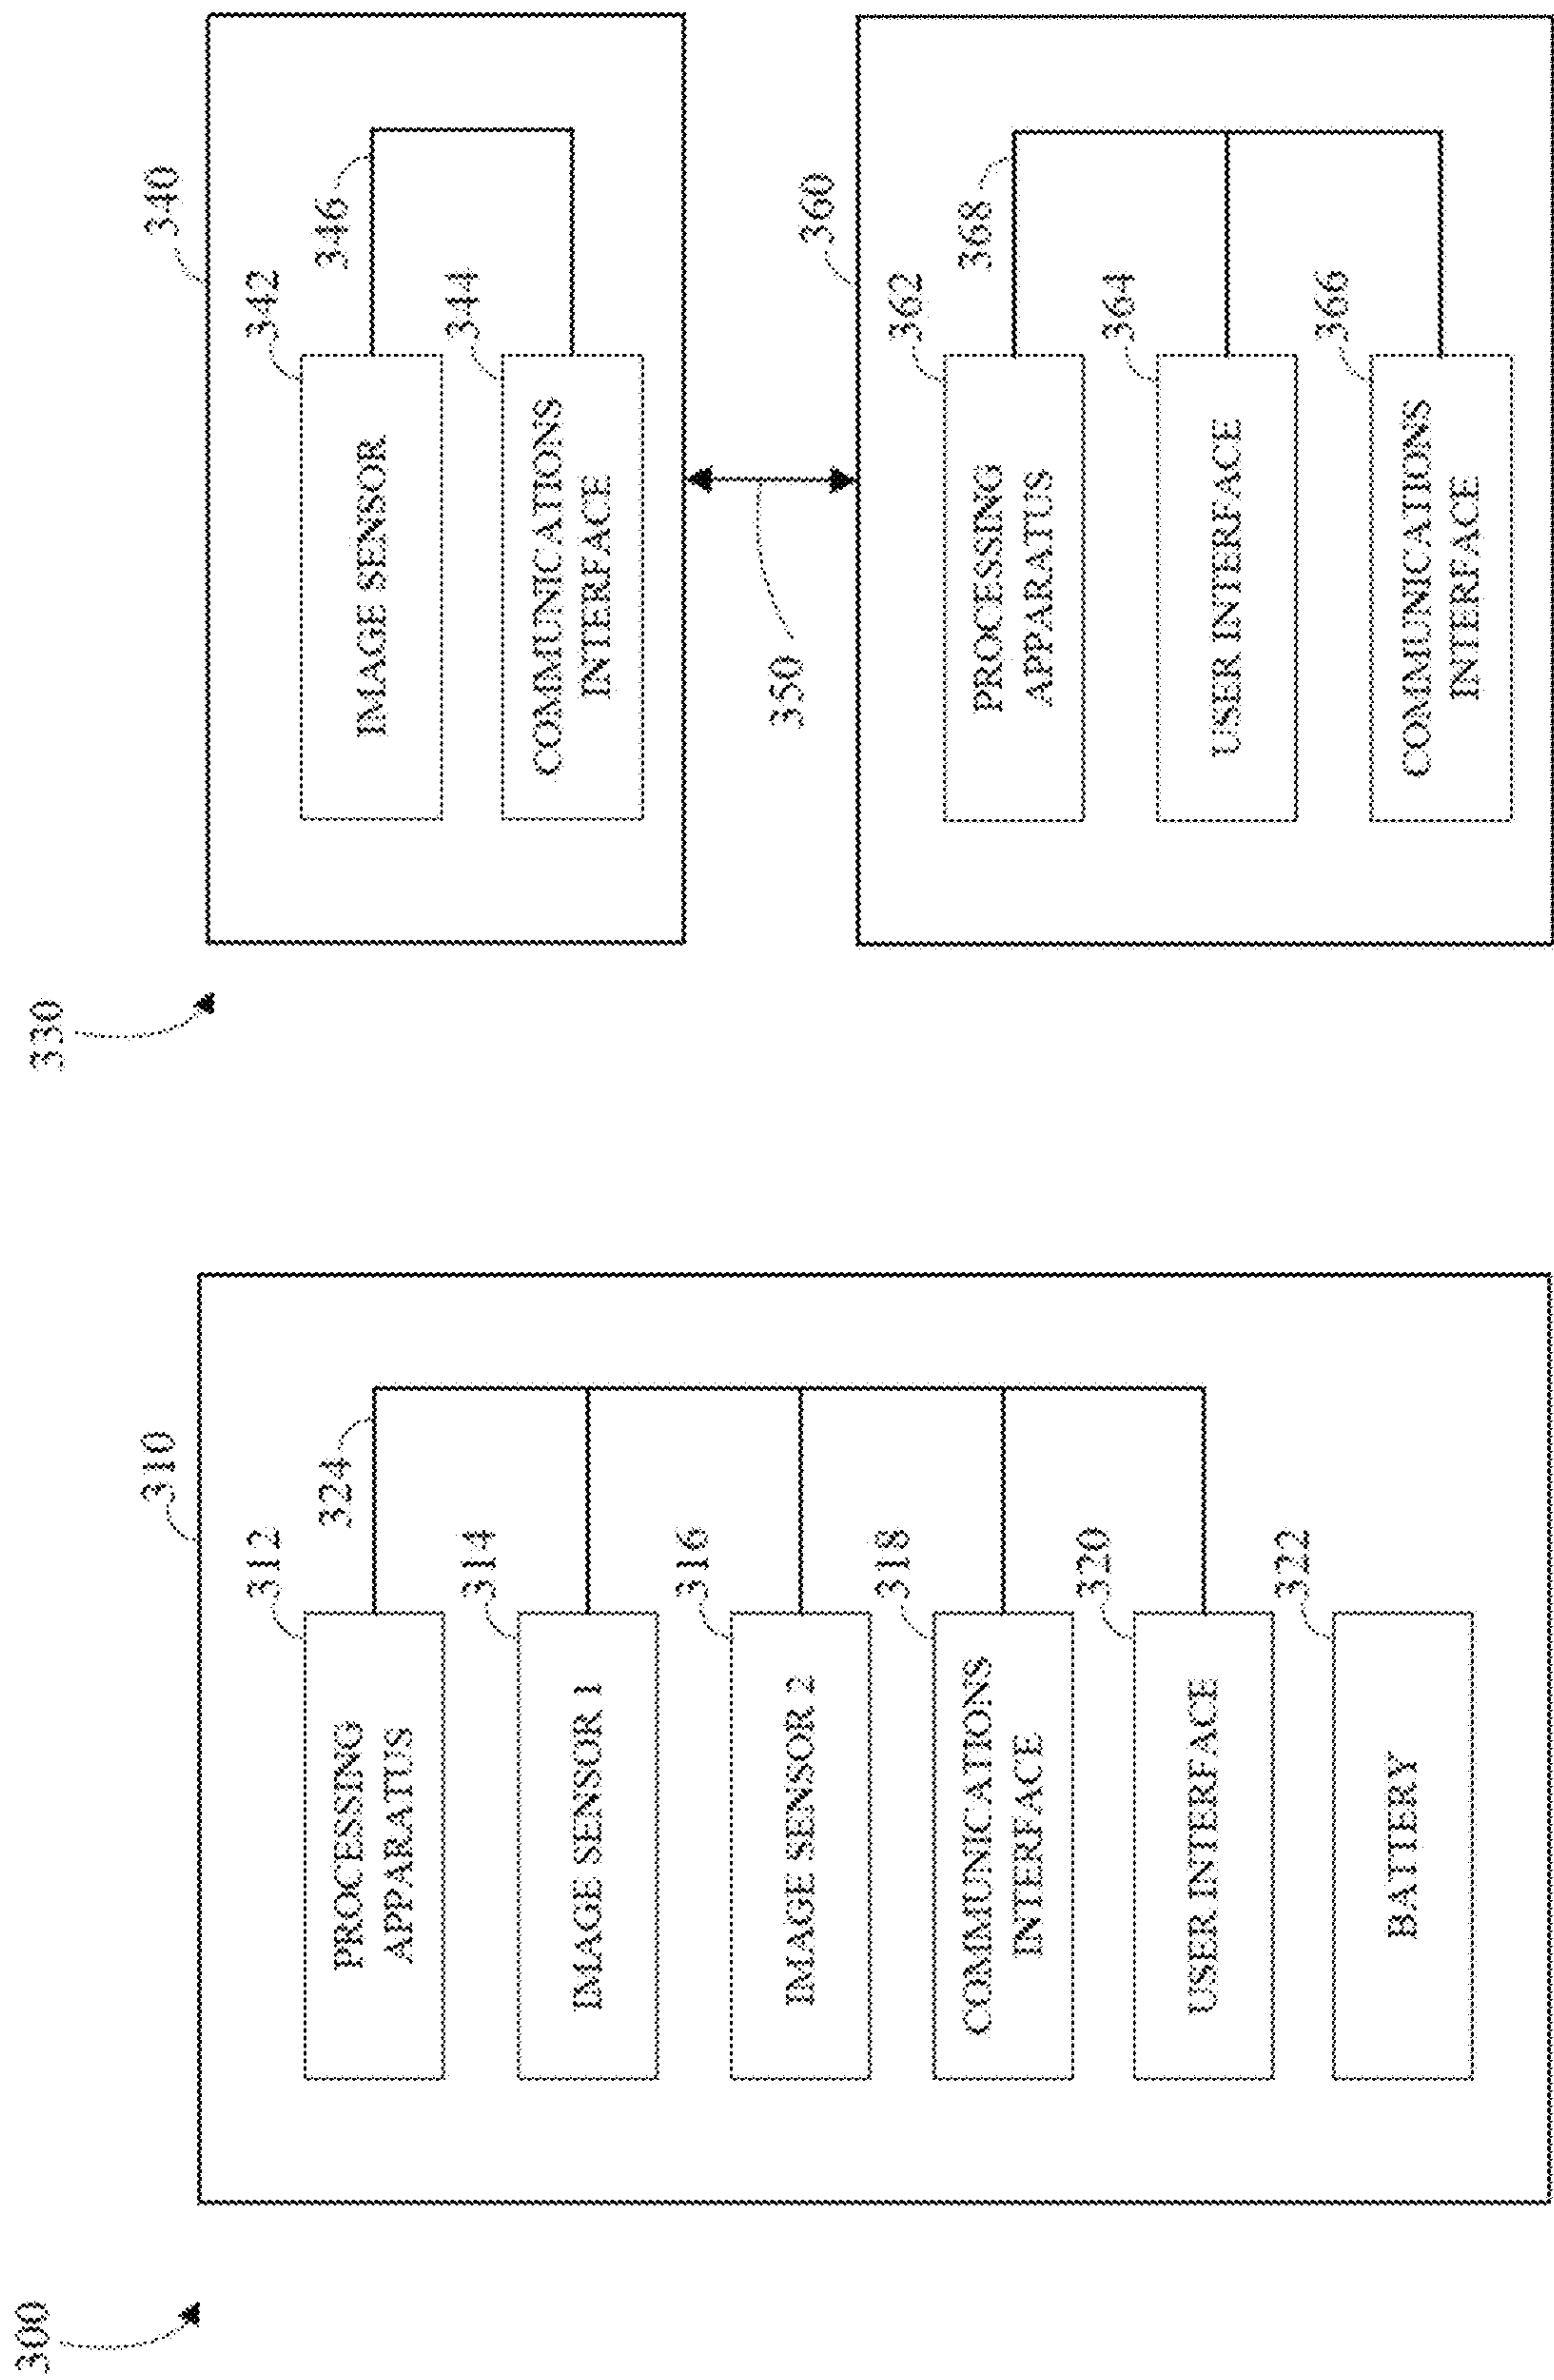 300
310
312
324
PROCESSING
APPARATUS
314
IMAGE SENSOR 1
316
IMAGE SENSOR 2
318
COMMUNICATIONS
INTERFACE
320
USER INTERFACE
322
BATTERY
330
340
342
346
IMAGE SENSOR
344
COMMUNICATIONS
INTERFACE
350
360
362
368
PROCESSING
APPARATUS
364
USER INTERFACE
366
COMMUNICATIONS
INTERFACE